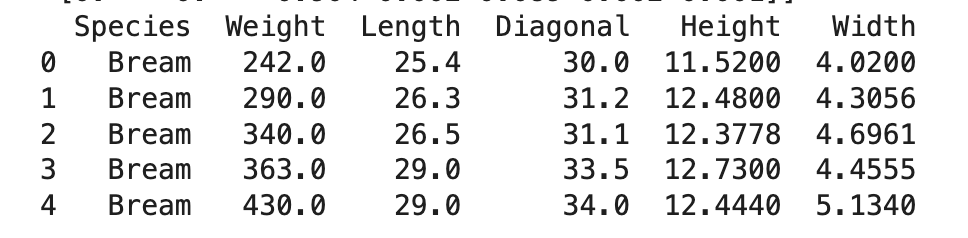 Species Weight Length Diagonal Height Width
0 Bream 242.0 25.4 30.0 11.5200 4.0200
1 Bream 290.0 26.3 31.2 12.4800 4.3056
2 Bream 340.0 26.5 31.1 12.3778 4.6961
3 Bream 363.0 29.0 33.5 12.7300 4.4555
4 Bream 430.0 29.0 34.0 12.4440 5.1340